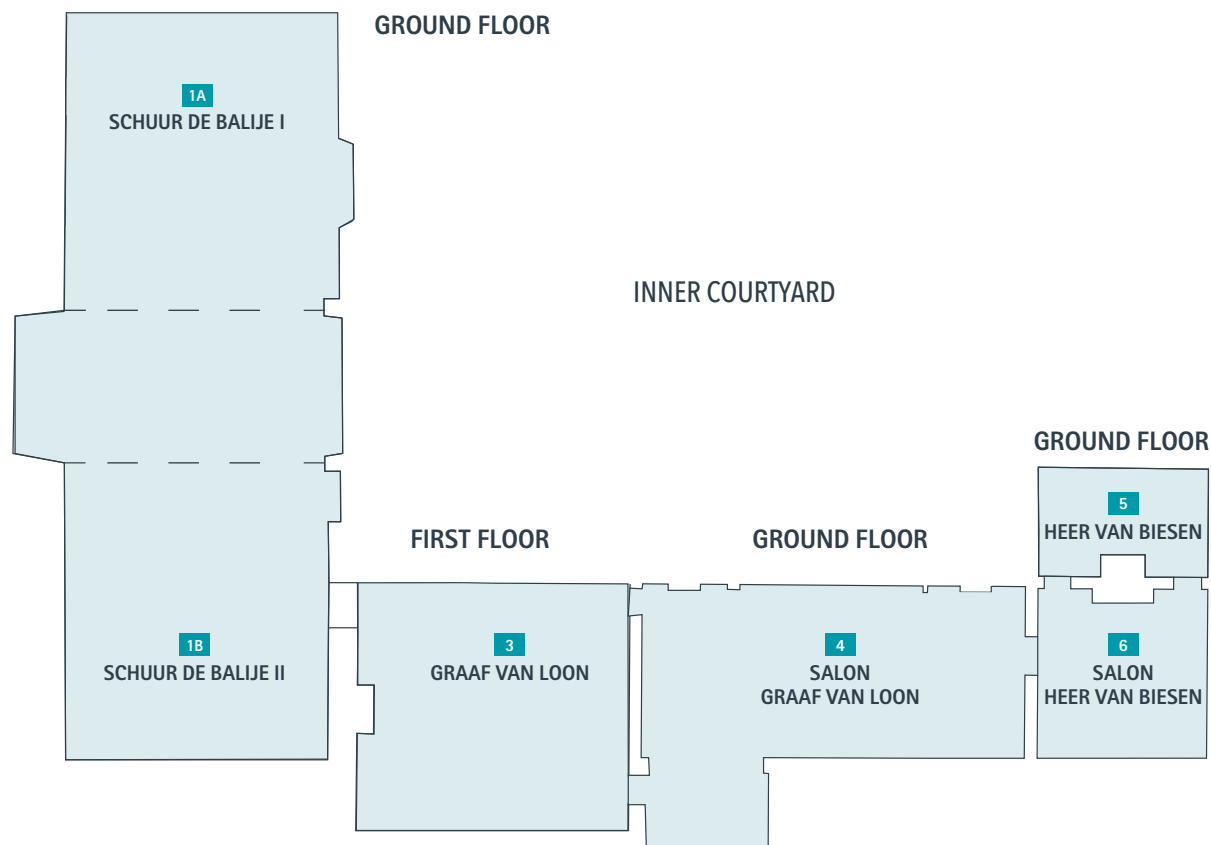 GROUND FLOOR
1A
SCHUUR DE BALIJE I
INNER COURTYARD
GROUND FLOOR
5
HEER VAN BIESEN
FIRST FLOOR
GROUND FLOOR
1B
SCHUUR DE BALIJE II
3
GRAAF VAN LOON
4
SALON
GRAAF VAN LOON
6
SALON
HEER VAN BIESEN